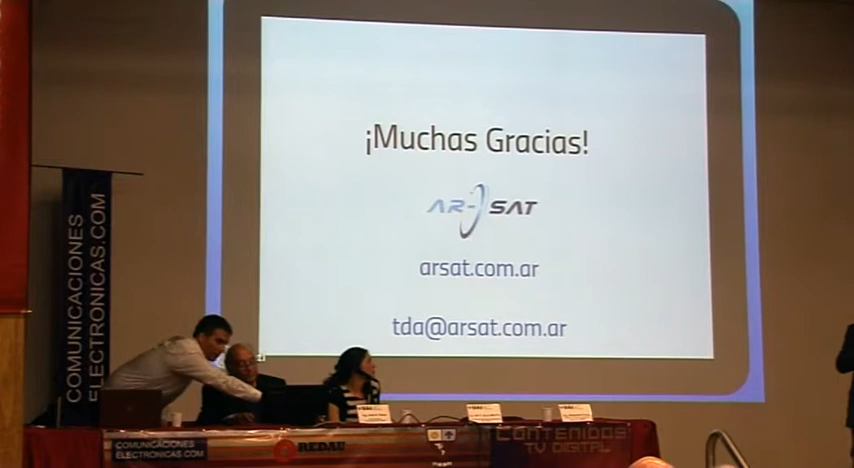 ¡Muchas Gracias!
AR-SAT
arsat.com.ar
tda@arsat.com.ar
COMUNICACIONES
ELECTRONICAS.COM
COMUNICACIONES
ELECTRONICAS.COM
REDAU
CONTENIDOS
TV DIGITAL